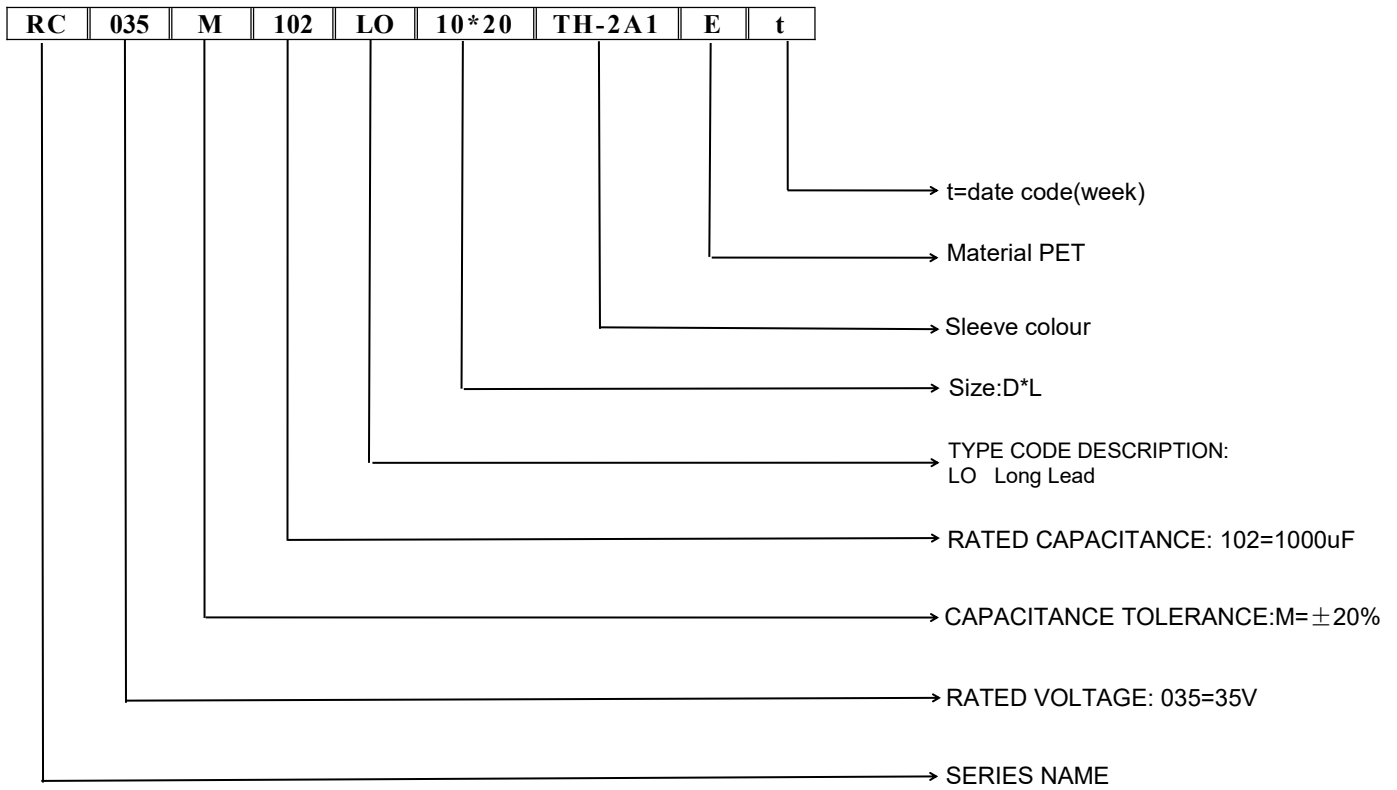 RC 035 M 102 LO 10*20 TH-2A1 E t
t=date code(week)
Material PET
Sleeve colour
Size:D*L
TYPE CODE DESCRIPTION:
LO Long Lead
RATED CAPACITANCE: 102=1000uF
CAPACITANCE TOLERANCE:M=±20%
RATED VOLTAGE: 035=35V
SERIES NAME